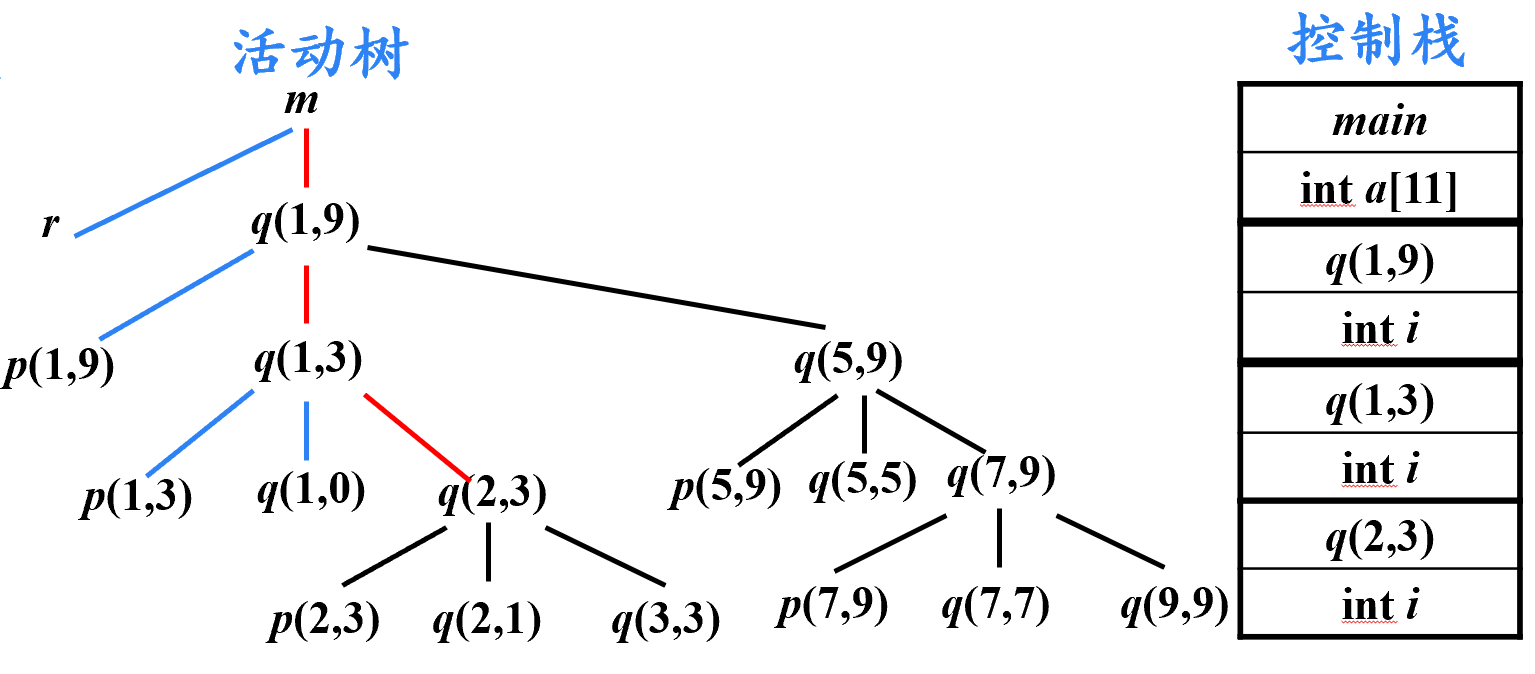 活动树
m
r
q(1,9)
p(1,9)
q(1,3)
q(5,9)
p(1,3)
q(1,0)
q(2,3)
p(5,9)
q(5,5)
q(7,9)
p(2,3)
q(2,1)
q(3,3)
p(7,9)
q(7,7)
q(9,9)
控制栈
main
int a[11]
q(1,9)
int i
q(1,3)
int i
q(2,3)
int i